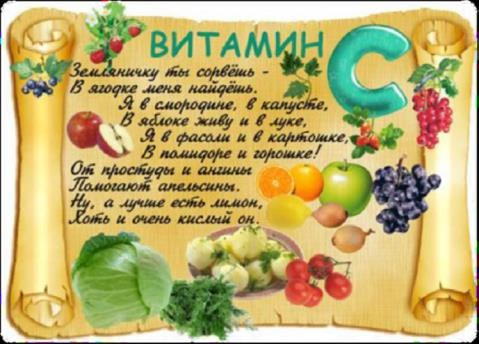 ВИТАМИН С
Земляничку ты сорвёшь -
В ягодке меня найдёшь.
Я в смородине, в капусте,
В яблоке живу и в луке,
Я в фасоли и в картошке,
В помидоре и горошке!
От простуды и ангины
Помогают апельсины.
Ну, а лучше есть лимон,
Хоть и очень кислый он.